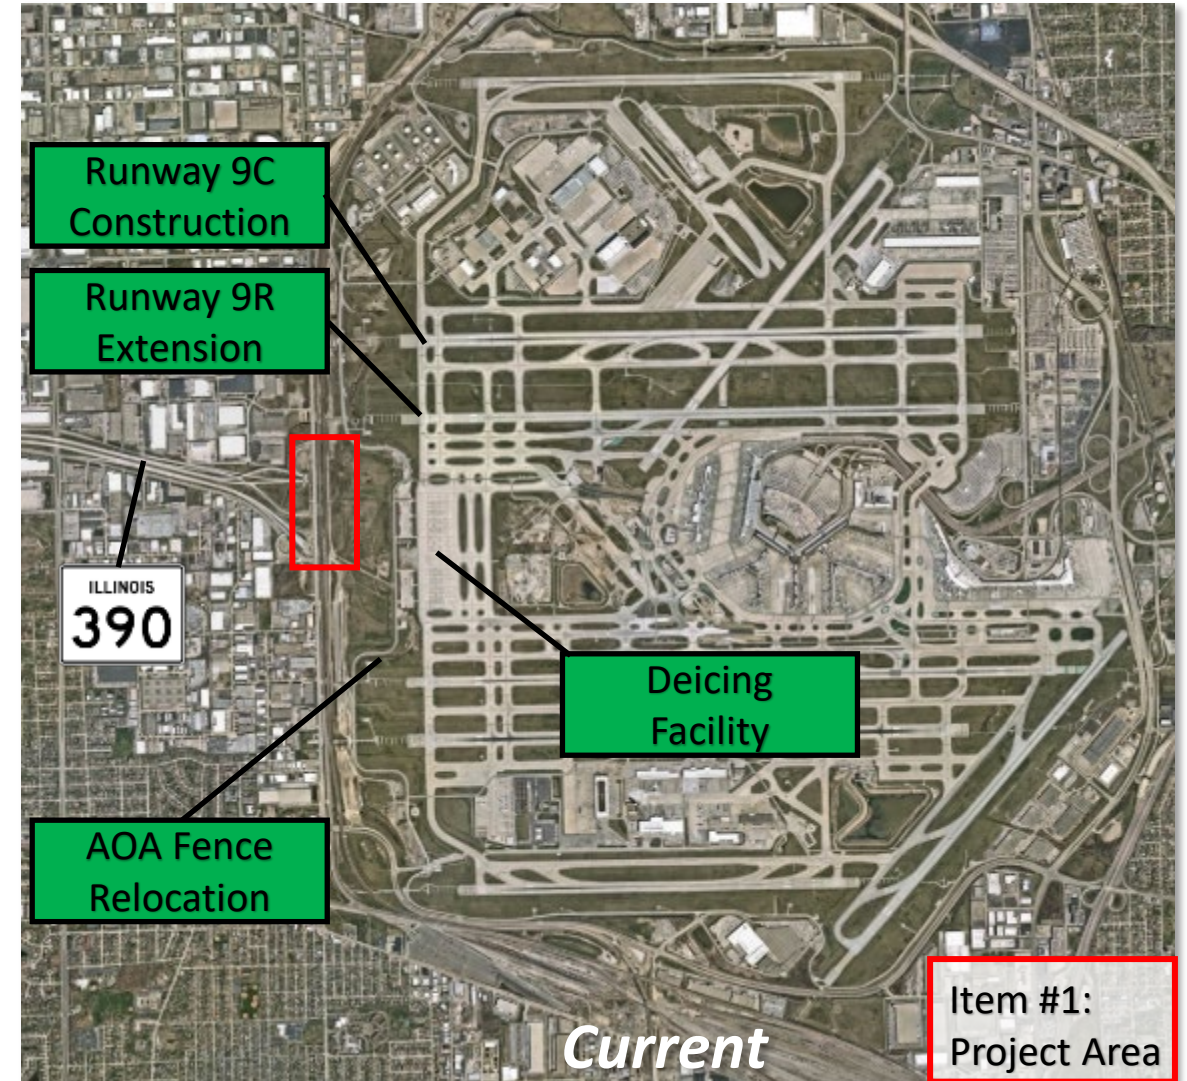 Runway 9C
Construction
Runway 9R
Extension
ILLINOIS
390
Deicing
Facility
AOA Fence
Relocation
Item #1:
Project Area
Current